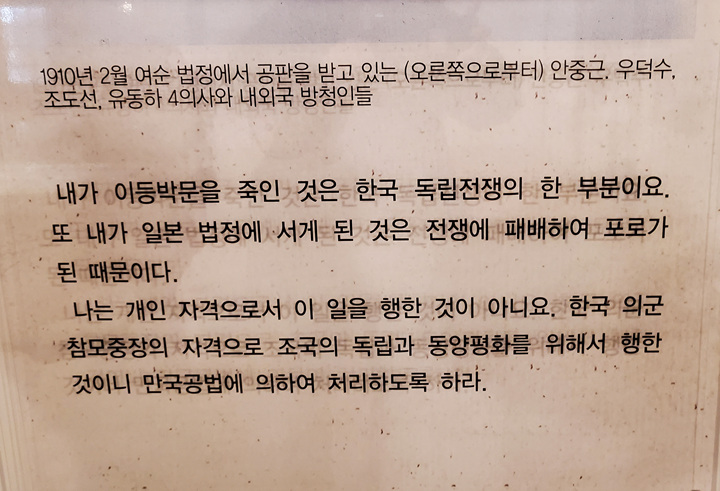 1910년 2월 여순 법정에서 공판을 받고 있는 (오른쪽으로부터) 안중근, 우덕수,
조도선, 유동하 4의사와 내외국 방청인들
내가 이등박문을 죽인 것은 한국 독립전쟁의 한 부분이요.
또 내가 일본 법정에 서게 된 것은 전쟁에 패배하여 포로가
된 때문이다.
나는 개인 자격으로서 이 일을 행한 것이 아니요. 한국 의군
참모중장의 자격으로 조국의 독립과 동양평화를 위해서 행한
것이니 만국공법에 의하여 처리하도록 하라.